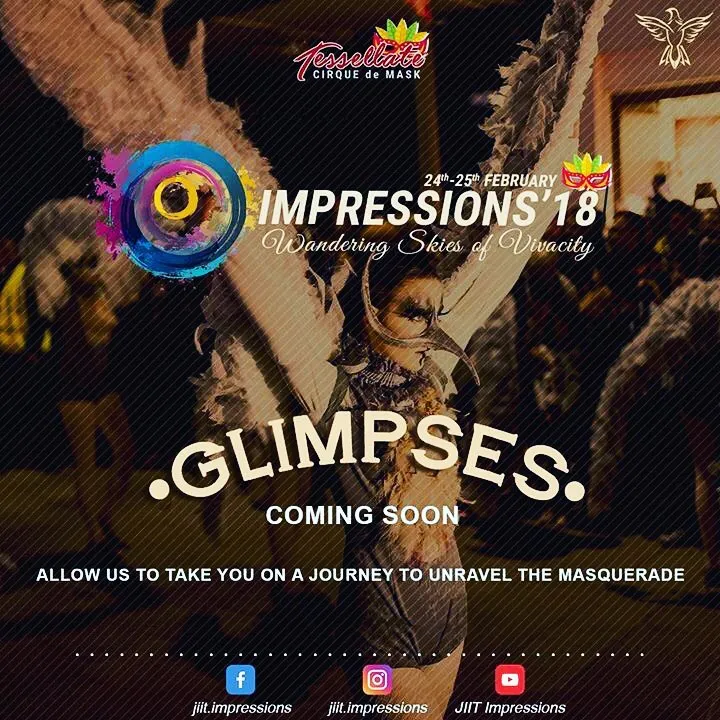 Tessellate
CIRQUE de MASK
24th-25th FEBRUARY
IMPRESSIONS'18
Wandering Skies of Vivacity
•GLIMPSES•
COMING SOON
ALLOW US TO TAKE YOU ON A JOURNEY TO UNRAVEL THE MASQUERADE
jiit.impressions
jiit.impressions
JIIT Impressions